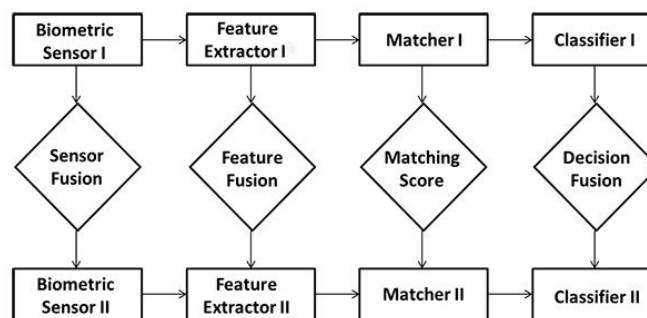 Biometric
Sensor I
Feature
Extractor I
Matcher I
Classifier I
Sensor
Fusion
Feature
Fusion
Matching
Score
Decision
Fusion
Biometric
Sensor II
Feature
Extractor II
Matcher II
Classifier II